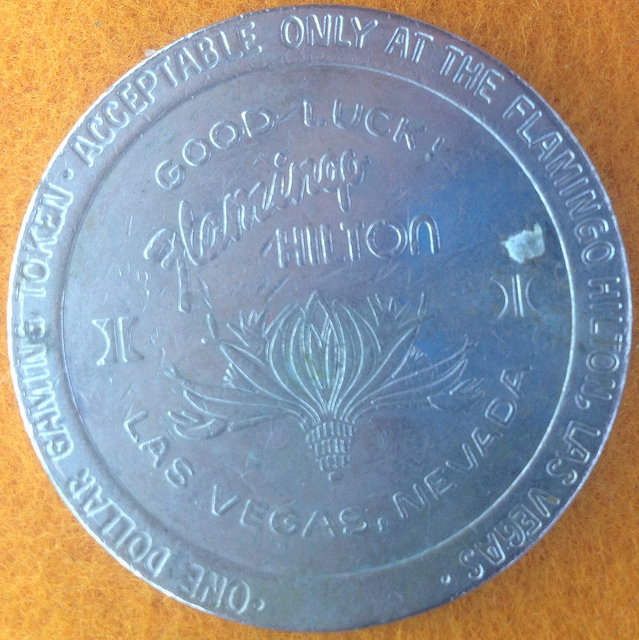 · ONE DOLLAR GAMING TOKEN · ACCEPTABLE ONLY AT THE FLAMINGO HILTON, LAS VEGAS ·
GOOD LUCK!
Flamingo
HILTON
LAS VEGAS, NEVADA